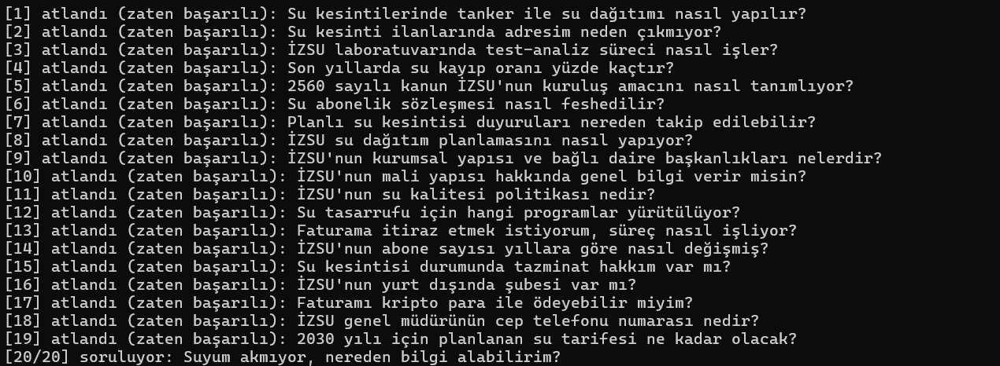 [1] atlandı (zaten başarılı): Su kesintilerinde tanker ile su dağıtımı nasıl yapılır?
[2] atlandı (zaten başarılı): Su kesinti ilanlarında adresim neden çıkmıyor?
[3] atlandı (zaten başarılı): İZSU laboratuvarında test-analiz süreci nasıl işler?
[4] atlandı (zaten başarılı): Son yıllarda su kayıp oranı yüzde kaçtır?
[5] atlandı (zaten başarılı): 2560 sayılı kanun İZSU'nun kuruluş amacını nasıl tanımlıyor?
[6] atlandı (zaten başarılı): Su abonelik sözleşmesi nasıl feshedilir?
[7] atlandı (zaten başarılı): Planlı su kesintisi duyuruları nereden takip edilebilir?
[8] atlandı (zaten başarılı): İZSU su dağıtım planlamasını nasıl yapıyor?
[9] atlandı (zaten başarılı): İZSU'nun kurumsal yapısı ve bağlı daire başkanlıkları nelerdir?
[10] atlandı (zaten başarılı): İZSU'nun mali yapısı hakkında genel bilgi verir misin?
[11] atlandı (zaten başarılı): İZSU'nun su kalitesi politikası nedir?
[12] atlandı (zaten başarılı): Su tasarrufu için hangi programlar yürütülüyor?
[13] atlandı (zaten başarılı): Faturama itiraz etmek istiyorum, süreç nasıl işliyor?
[14] atlandı (zaten başarılı): İZSU'nun abone sayısı yıllara göre nasıl değişmiş?
[15] atlandı (zaten başarılı): Su kesintisi durumunda tazminat hakkım var mı?
[16] atlandı (zaten başarılı): İZSU'nun yurt dışında şubesi var mı?
[17] atlandı (zaten başarılı): Faturamı kripto para ile ödeyebilir miyim?
[18] atlandı (zaten başarılı): İZSU genel müdürünün cep telefonu numarası nedir?
[19] atlandı (zaten başarılı): 2030 yılı için planlanan su tarifesi ne kadar olacak?
[20/20] soruluyor: Suyum akmıyor, nereden bilgi alabilirim?